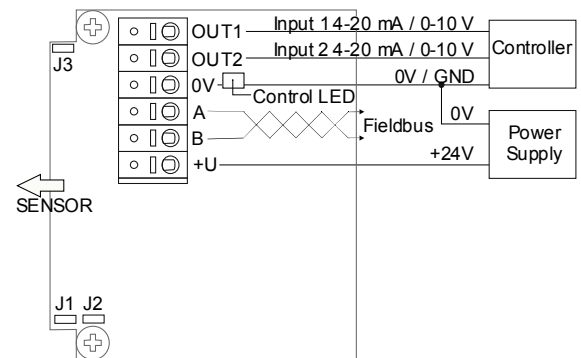 OUT1 Input 1 4-20 mA / 0-10 V
OUT2 Input 2 4-20 mA / 0-10 V
Controller
J3
0V 0V / GND
Control LED
A
Fieldbus
0V
B
Power
Supply
+U +24V
SENSOR
J1 J2